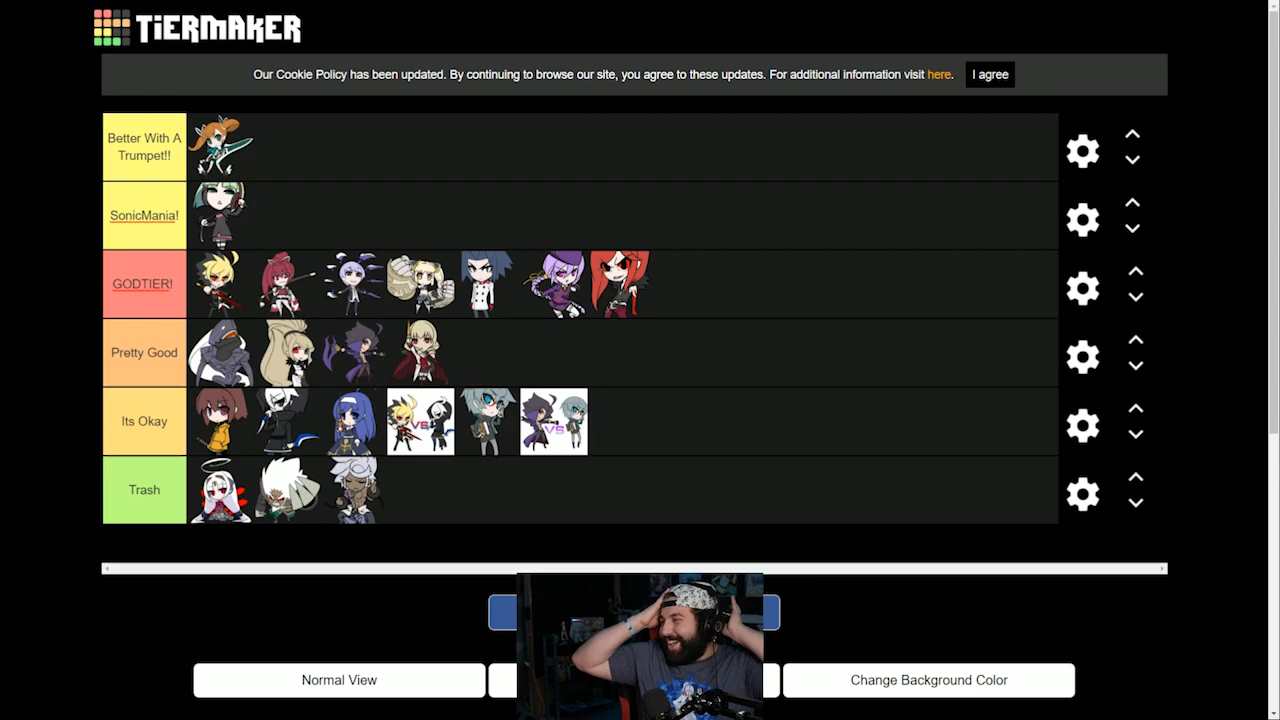 TiERMAKER
Our Cookie Policy has been updated. By continuing to browse our site, you agree to these updates. For additional information visit here. I agree
Better With A
Trumpet!!
SonicMania!
GODTIER!
Pretty Good
Its Okay
VS
VS
Trash
Normal View
Change Background Color